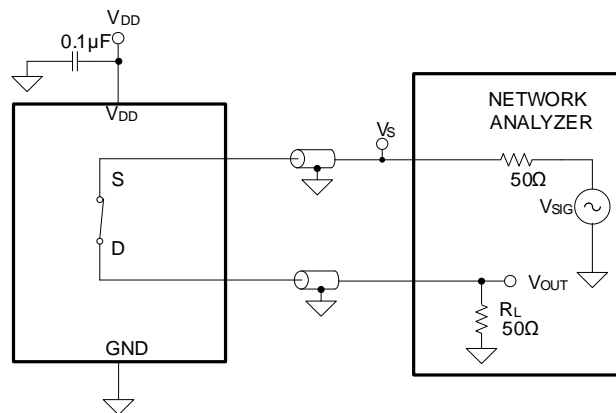 VDD
0.1µF
VDD
NETWORK
ANALYZER
VS
S
50Ω
VSIG
D
VOUT
RL
50Ω
GND